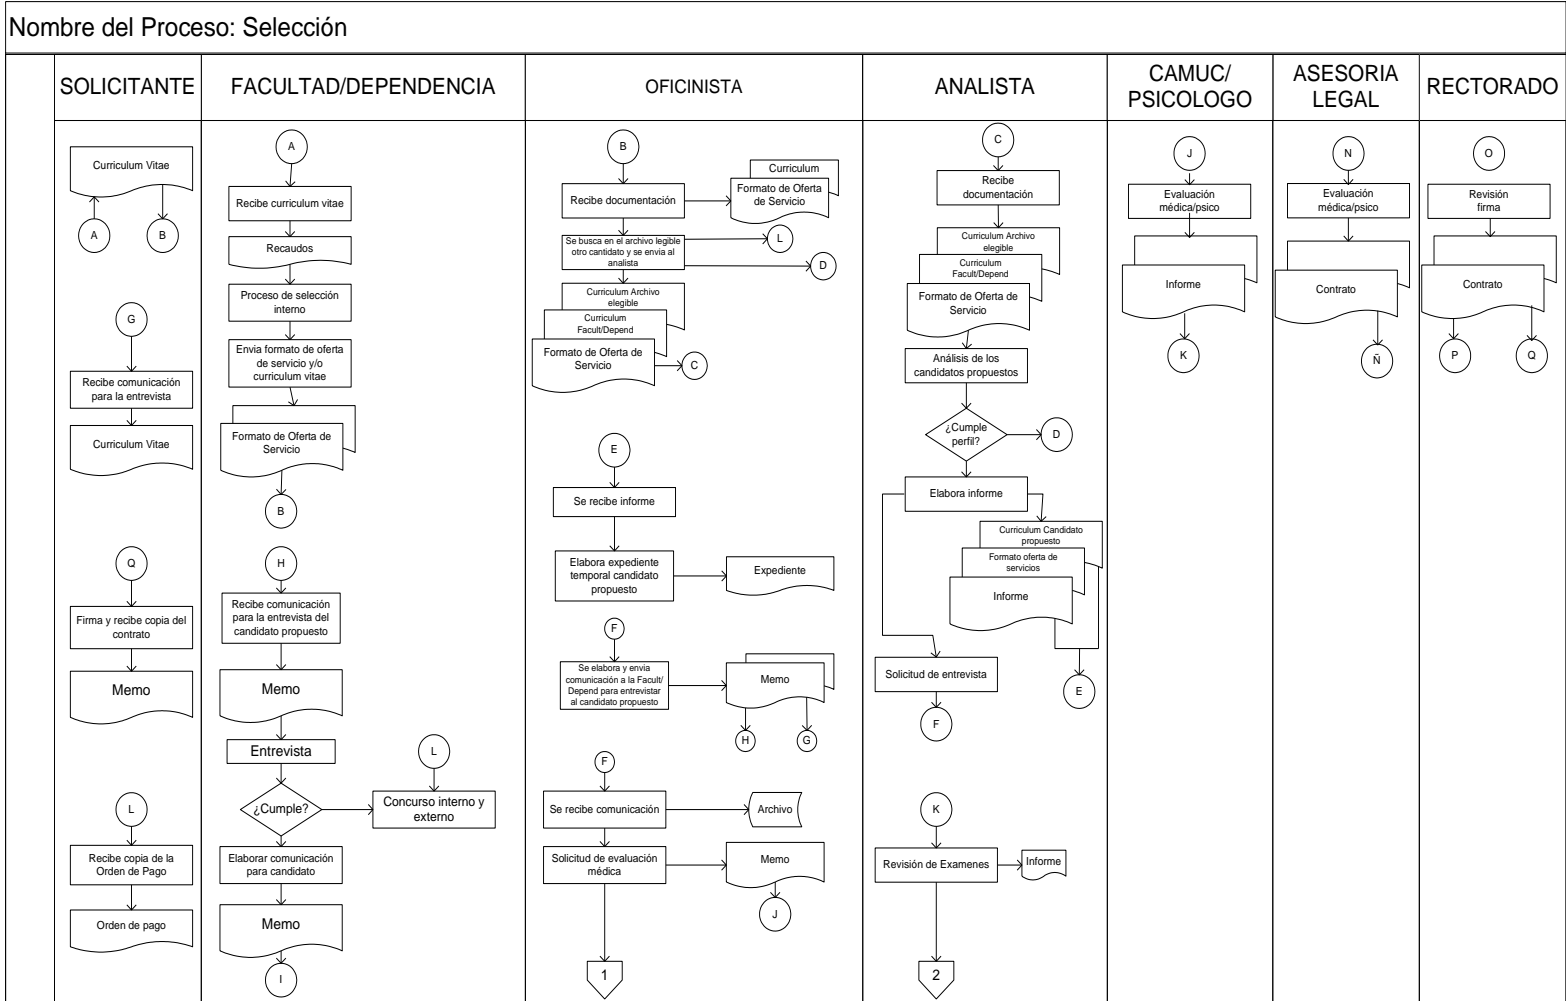 Nombre del Proceso: Selección
SOLICITANTE
FACULTAD/DEPENDENCIA
OFICINISTA
ANALISTA
CAMUC/
PSICOLOGO
ASESORIA
LEGAL
RECTORADO
Curriculum Vitae
A
B
G
Recibe comunicación
para la entrevista
Curriculum Vitae
Q
Firma y recibe copia del
contrato
Memo
L
Recibe copia de la
Orden de Pago
Orden de pago
A
Recibe curriculum vitae
Recaudos
Proceso de selección
interno
Envia formato de oferta
de servicio y/o
curriculum vitae
Formato de Oferta de
Servicio
B
H
Recibe comunicación
para la entrevista del
candidato propuesto
Memo
Entrevista
L
¿Cumple?
Concurso interno y
externo
Elaborar comunicación
para candidato
Memo
I
B
Recibe documentación
Curriculum
Formato de Oferta
de Servicio
Se busca en el archivo legible
otro candidato y se envia al
analista
L
D
Curriculum Archivo
elegible
Curriculum
Facult/Depend
Formato de Oferta de
Servicio
C
E
Se recibe informe
Elabora expediente
temporal candidato
propuesto
Expediente
F
Se elabora y envia
comunicación a la Facult/
Depend para entrevistar
al candidato propuesto
Memo
H
G
F
Se recibe comunicación
Archivo
Solicitud de evaluación
médica
Memo
J
1
C
Recibe
documentación
Curriculum Archivo
elegible
Curriculum
Facult/Depend
Formato de Oferta de
Servicio
Análisis de los
candidatos propuestos
¿Cumple
perfil?
D
Elabora informe
Curriculum Candidato
propuesto
Formato oferta de
servicios
Informe
Solicitud de entrevista
E
F
K
Revisión de Examenes
Informe
2
J
Evaluación
médica/psico
Informe
K
N
Evaluación
médica/psico
Contrato
Ñ
O
Revisión
firma
Contrato
P
Q